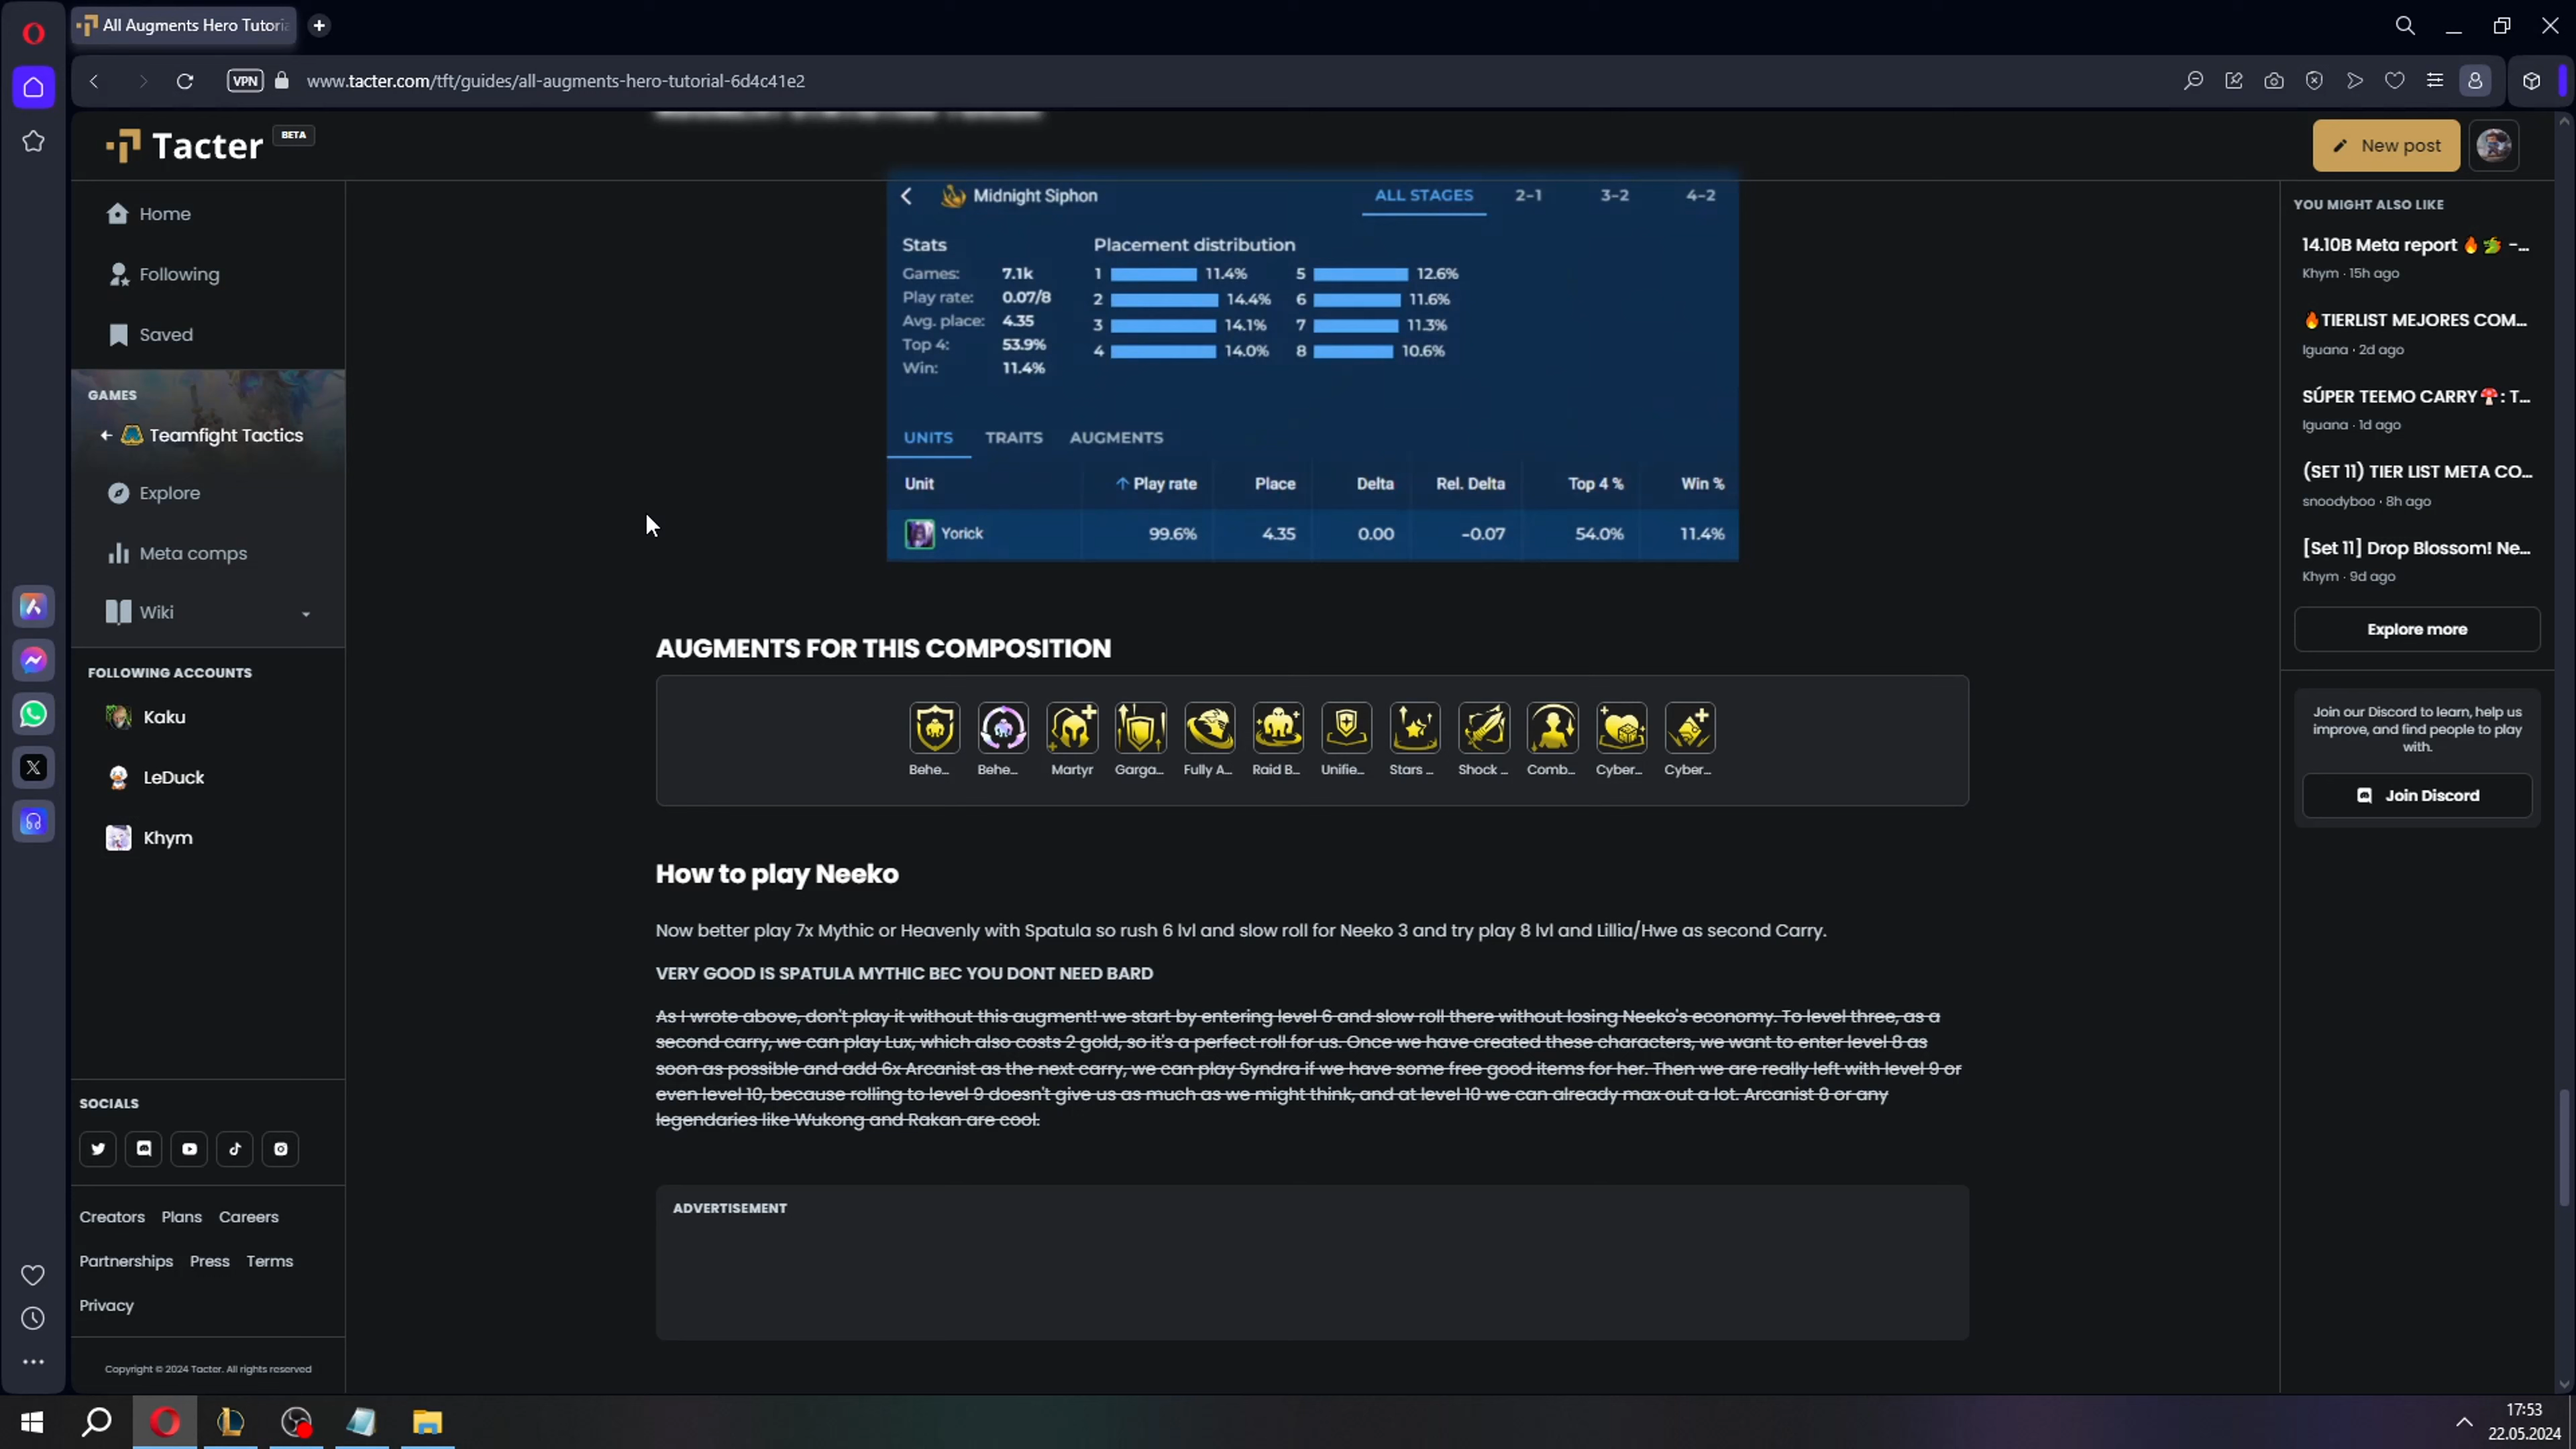 All Augments Hero Tutoria
VPN
www.tacter.com/tft/guides/all-augments-hero-tutorial-6d4c41e2
Tacter
BETA
New post
Home
Following
Saved
GAMES
Teamfight Tactics
Explore
Meta comps
Wiki
FOLLOWING ACCOUNTS
Kaku
LeDuck
Khym
SOCIALS
Creators Plans Careers
Partnerships Press Terms
Privacy
Copyright © 2024 Tacter. All rights reserved
Midnight Siphon
ALL STAGES 2-1 3-2 4-2
Stats
Games: 7.1k
Play rate: 0.07/8
Avg. place: 4.35
Top 4: 53.9%
Win: 11.4%
Placement distribution
1 11.4% 5 12.6%
2 14.4% 6 11.6%
3 14.1% 7 11.3%
4 14.0% 8 10.6%
UNITS TRAITS AUGMENTS
Unit Play rate Place Delta Rel. Delta Top 4 % Win %
Yorick 99.6% 4.35 0.00 -0.07 54.0% 11.4%
AUGMENTS FOR THIS COMPOSITION
Behe... Behe... Martyr Garga... Fully A... Raid B... Unifie... Stars ... Shock ... Comb... Cyber... Cyber...
How to play Neeko
Now better play 7x Mythic or Heavenly with Spatula so rush 6 lvl and slow roll for Neeko 3 and try play 8 lvl and Lillia/Hwe as second Carry.
VERY GOOD IS SPATULA MYTHIC BEC YOU DONT NEED BARD
As I wrote above, don't play it without this augment! we start by entering level 6 and slow roll there without losing Neeko's economy. To level three, as a
second carry, we can play Lux, which also costs 2 gold, so it's a perfect roll for us. Once we have created these characters, we want to enter level 8 as
soon as possible and add 6x Arcanist as the next carry, we can play Syndra if we have some free good items for her. Then we are really left with level 9 or
even level 10, because rolling to level 9 doesn't give us as much as we might think, and at level 10 we can already max out a lot. Arcanist 8 or any
legendaries like Wukong and Rakan are cool.
ADVERTISEMENT
YOU MIGHT ALSO LIKE
14.10B Meta report 🔥🐉 -...
Khym · 15h ago
🔥TIERLIST MEJORES COM...
Iguana · 2d ago
SÚPER TEEMO CARRY🍄: T...
Iguana · 1d ago
(SET 11) TIER LIST META CO...
snoodyboo · 8h ago
[Set 11] Drop Blossom! Ne...
Khym · 9d ago
Explore more
Join our Discord to learn, help us
improve, and find people to play
with.
Join Discord
17:53
22.05.2024